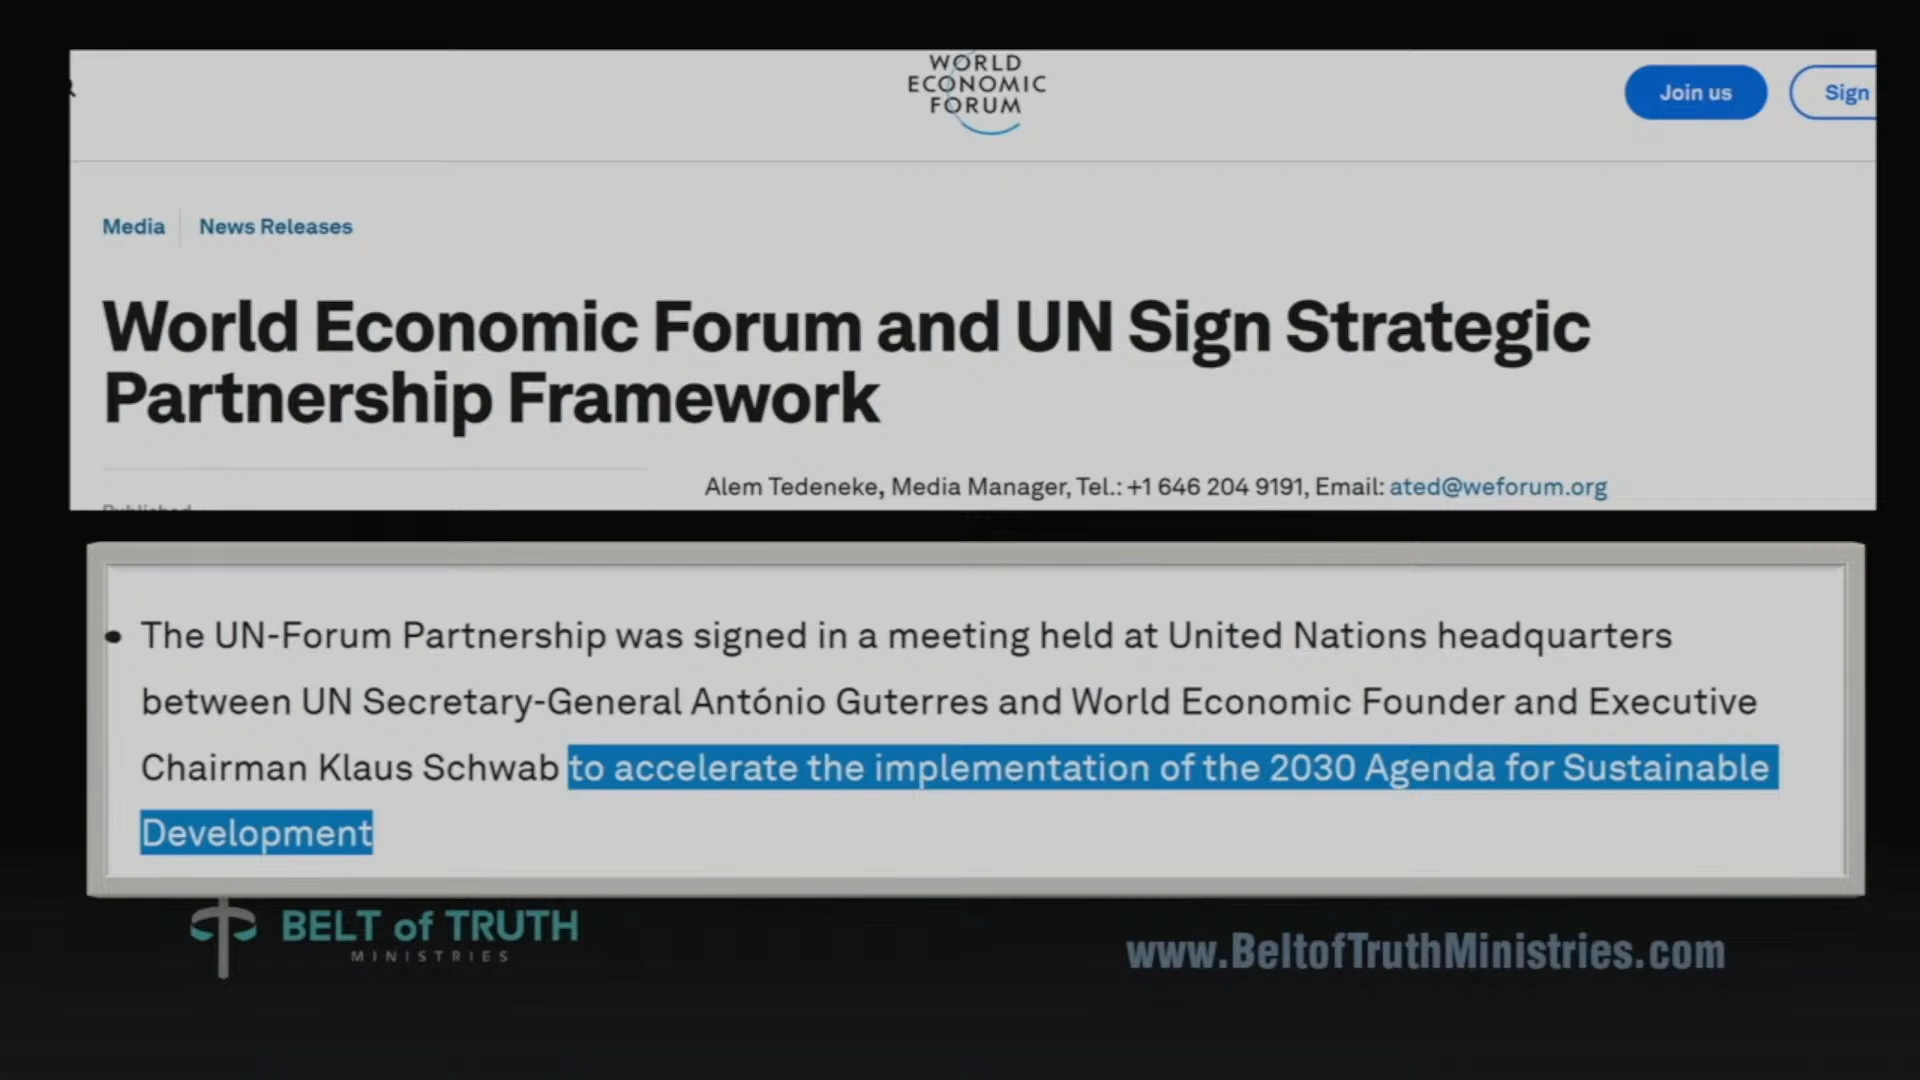 WORLD
ECONOMIC
FORUM
Join us
Sign
Media
News Releases
World Economic Forum and UN Sign Strategic
Partnership Framework
Alem Tedeneke, Media Manager, Tel.: +1 646 204 9191, Email: ated@weforum.org
Published
• The UN-Forum Partnership was signed in a meeting held at United Nations headquarters
between UN Secretary-General António Guterres and World Economic Founder and Executive
Chairman Klaus Schwab to accelerate the implementation of the 2030 Agenda for Sustainable
Development
BELT of TRUTH
MINISTRIES
www.BeltofTruthMinistries.com